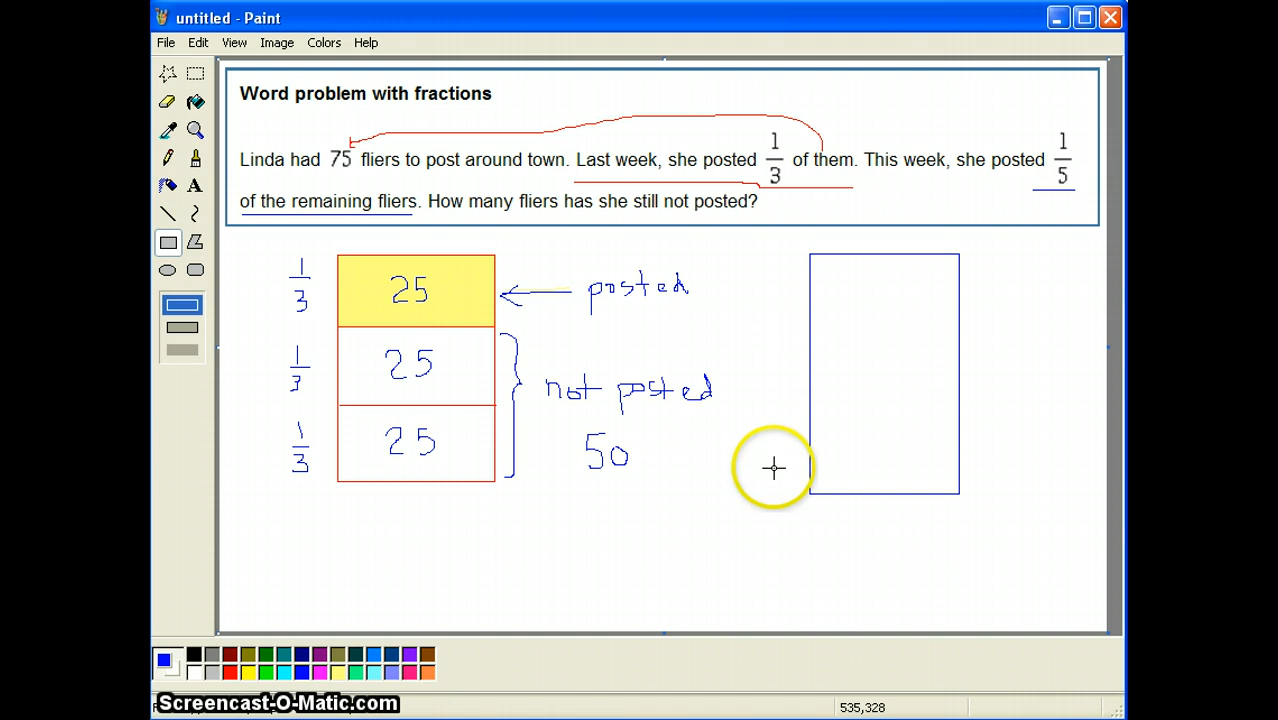 untitled - Paint
File Edit View Image Colors Help
Word problem with fractions
Linda had 75 fliers to post around town. Last week, she posted 1/3 of them. This week, she posted 1/5
of the remaining fliers. How many fliers has she still not posted?
1/3 25 posted
1/3 25
not posted
1/3 25 50
Screencast-O-Matic.com
535,328